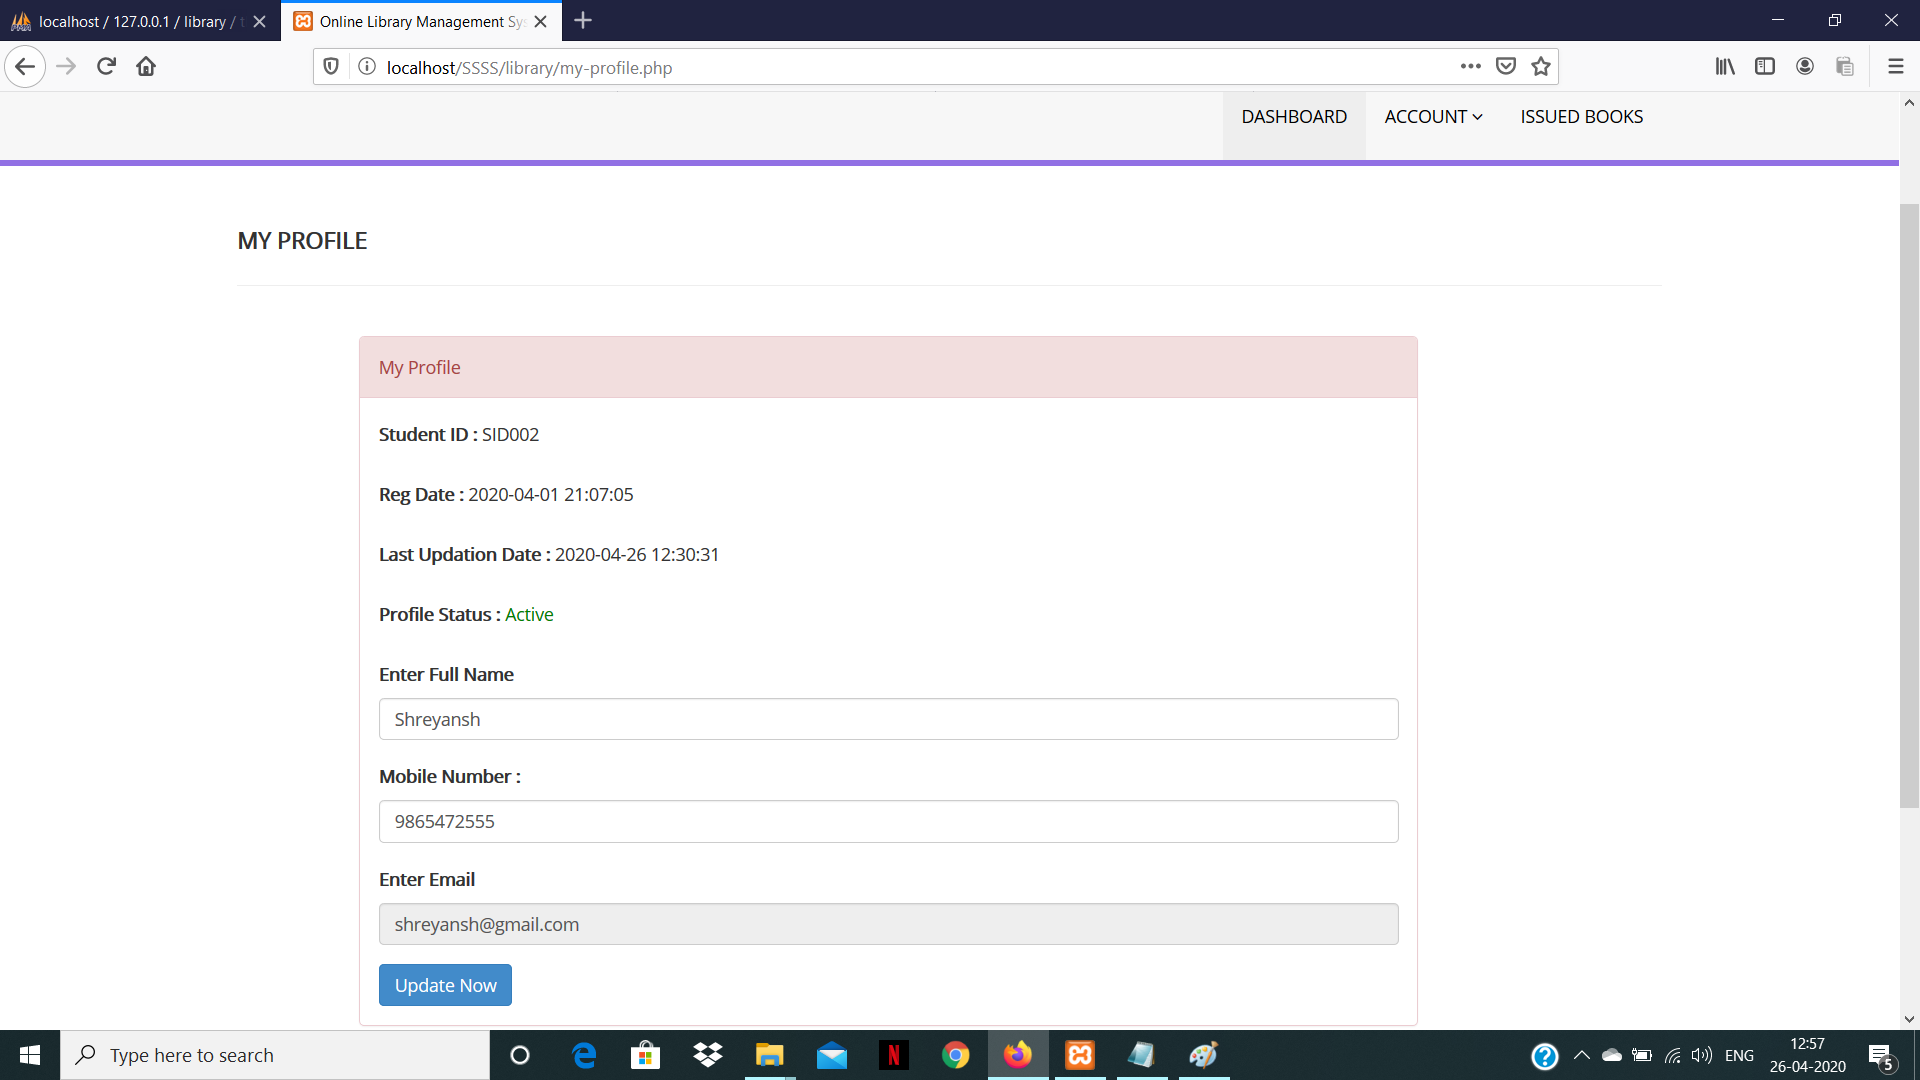 localhost / 127.0.0.1 / library / t
Online Library Management Sys
localhost/SSSS/library/my-profile.php
DASHBOARD
ACCOUNT
ISSUED BOOKS
MY PROFILE
My Profile
Student ID : SID002
Reg Date : 2020-04-01 21:07:05
Last Updation Date : 2020-04-26 12:30:31
Profile Status : Active
Enter Full Name
Shreyansh
Mobile Number :
9865472555
Enter Email
shreyansh@gmail.com
Update Now
Type here to search
ENG
12:57
26-04-2020
5